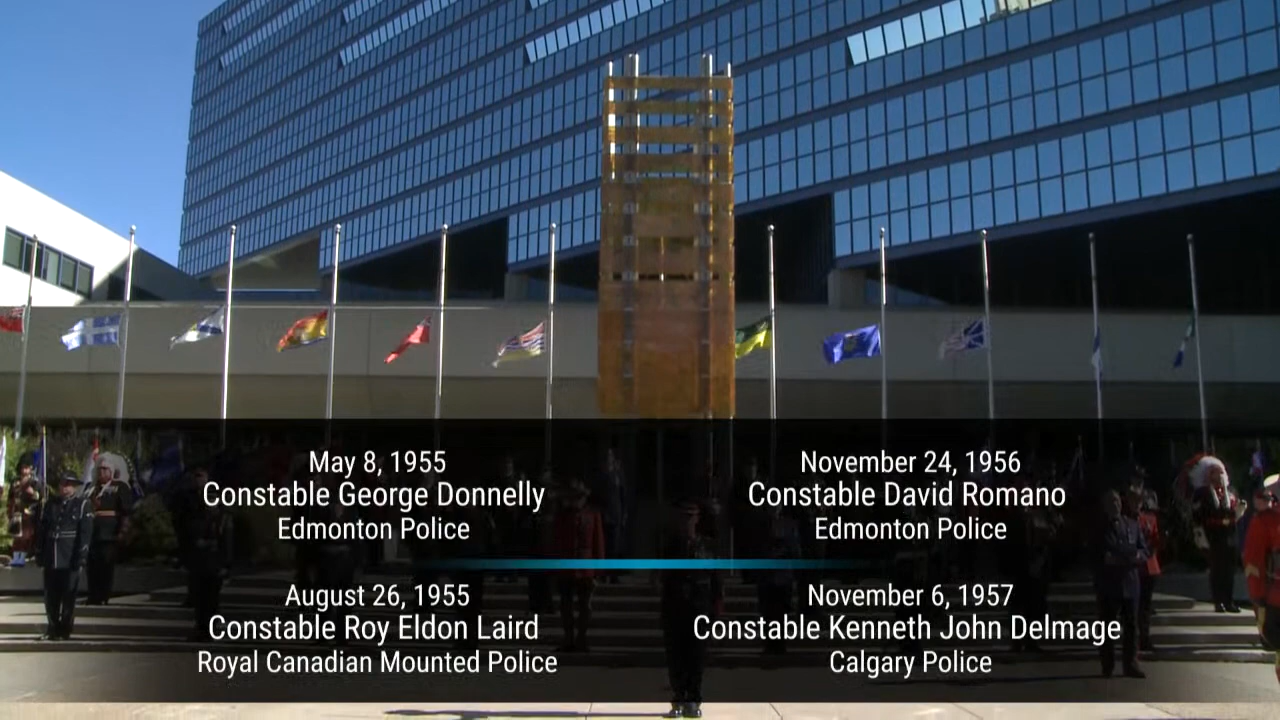 May 8, 1955
Constable George Donnelly
Edmonton Police
November 24, 1956
Constable David Romano
Edmonton Police
August 26, 1955
Constable Roy Eldon Laird
Royal Canadian Mounted Police
November 6, 1957
Constable Kenneth John Delmage
Calgary Police